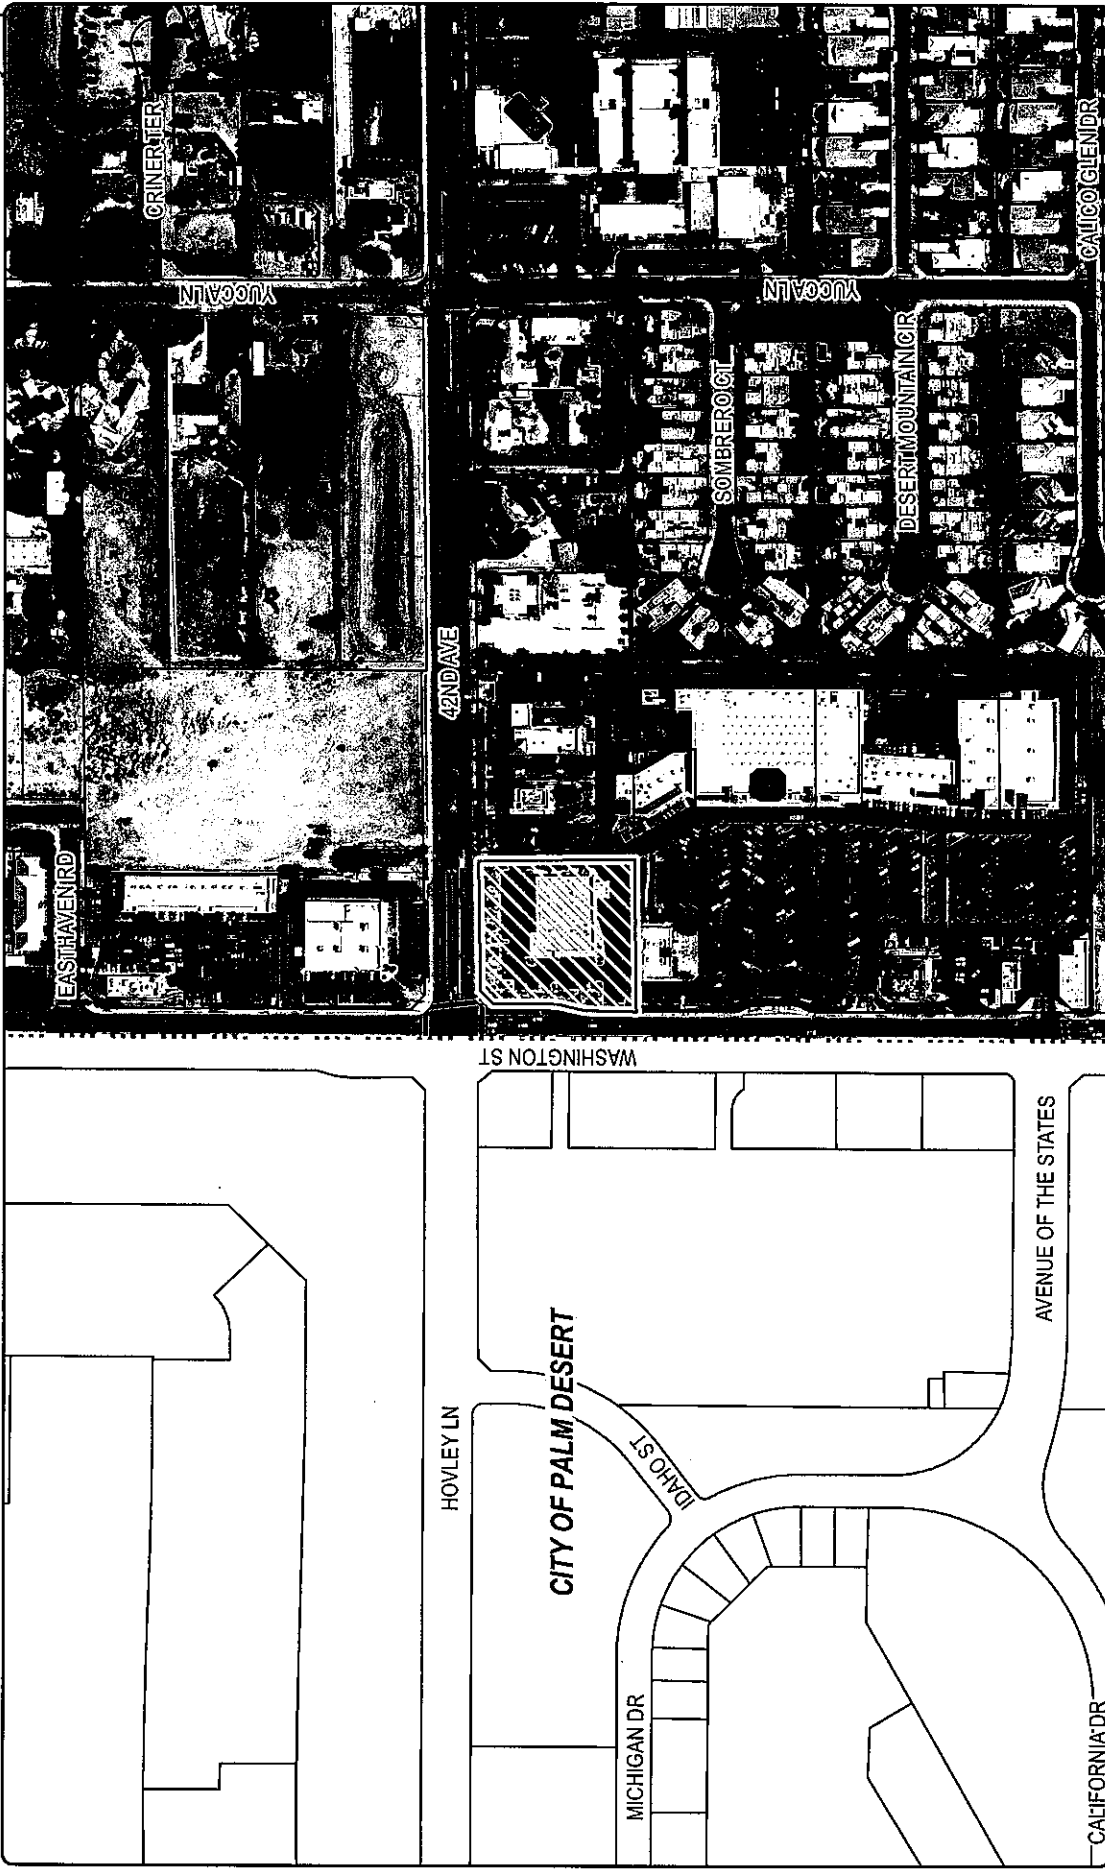 EASTHAVEN RD
CRINER TER
YUCCA LN
HOVLEY LN
42ND AVE
WASHINGTON ST
CITY OF PALM DESERT
MICHIGAN DR
IDAHO ST
SOMBRERO CT
YUCCA LN
DESERT MOUNTAIN CIR
AVENUE OF THE STATES
CALICO GLEN DR
CALIFORNIA DR